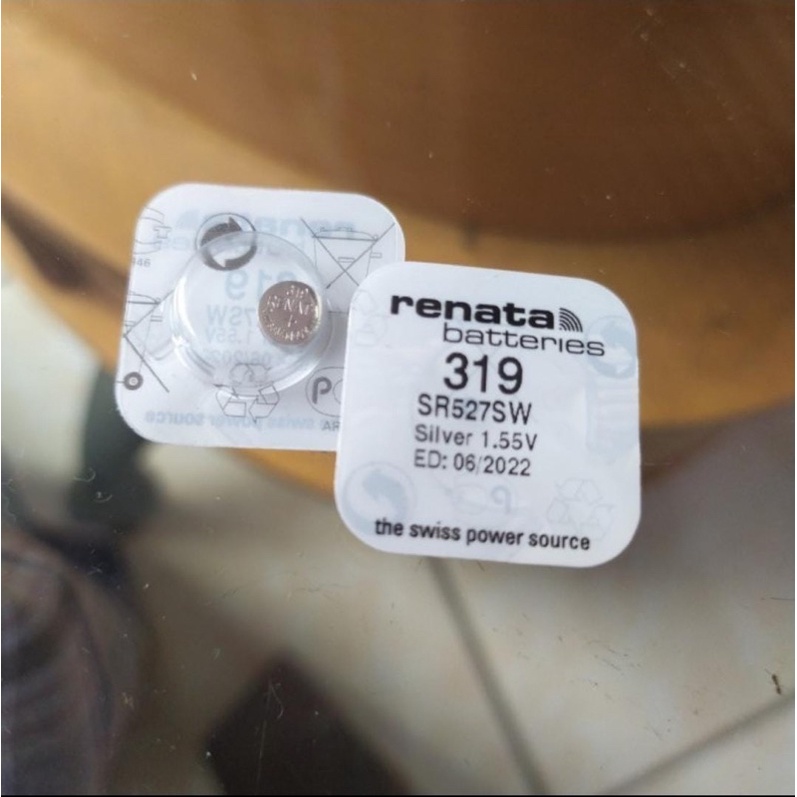 renata
batteries
319
SR527SW
Silver 1.55V
ED: 06/2022
the swiss power source